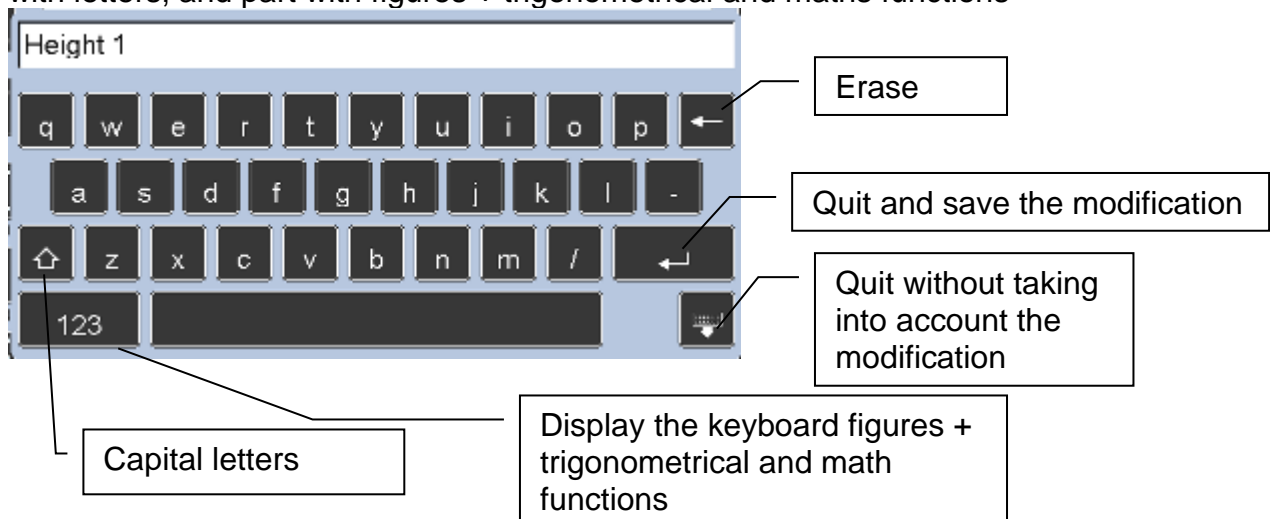 with letters, and part with figures + trigonometrical and maths functions
Height 1
Erase
q w e r t y u i o p
a s d f g h j k l -
Quit and save the modification
z x c v b n m /
Quit without taking
into account the
modification
123
Display the keyboard figures +
trigonometrical and math
functions
Capital letters